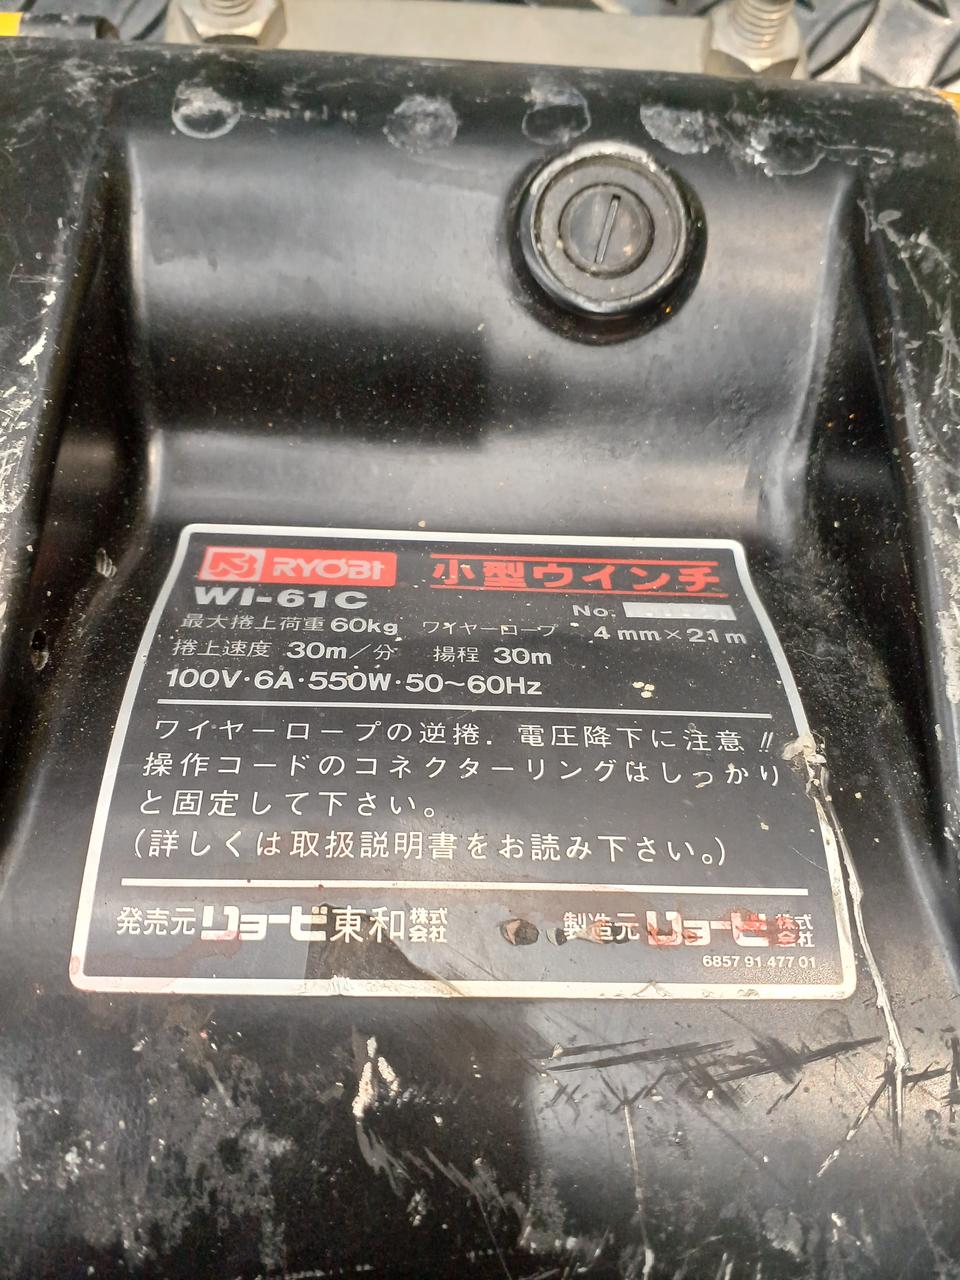 RYOBI 小型ウインチ
WI-61C No.
最大捲上荷重 60kg ワイヤーロープ 4mm×21m
捲上速度 30m/分 揚程 30m
100V·6A·550W·50~60Hz
ワイヤーロープの逆捲．電圧降下に注意!!
操作コードのコネクターリングはしっかり
と固定して下さい。
(詳しくは取扱説明書をお読み下さい。)
発売元 リョービ東和株式会社 製造元 リョービ株式会社
6857 91 477 01